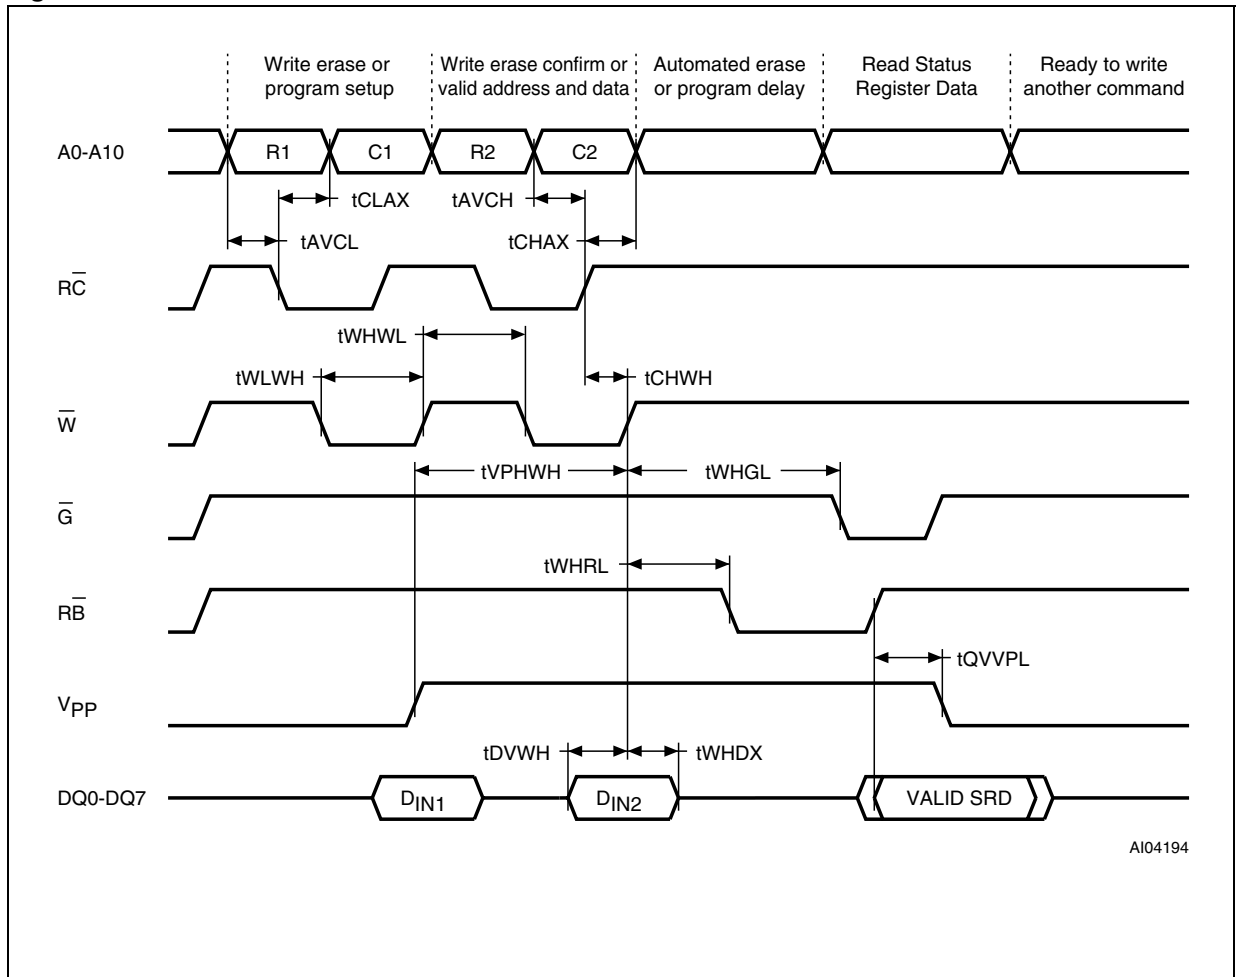 Write erase or
program setup
Write erase confirm or
valid address and data
Automated erase
or program delay
Read Status
Register Data
Ready to write
another command
A0-A10
R1
C1
R2
C2
tCLAX
tAVCH
tAVCL
tCHAX
RC̅
tWHWL
tWLWH
tCHWH
W̅
tVPHWH
tWHGL
G̅
tWHRL
RB̅
tQVVPL
VPP
tDVWH
tWHDX
DQ0-DQ7
DIN1
DIN2
VALID SRD
AI04194